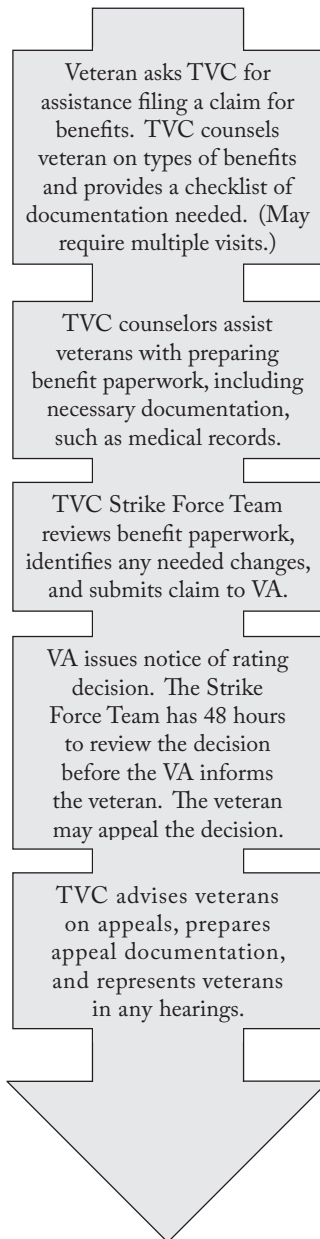 Veteran asks TVC for
assistance filing a claim for
benefits. TVC counsels
veteran on types of benefits
and provides a checklist of
documentation needed. (May
require multiple visits.)
TVC counselors assist
veterans with preparing
benefit paperwork, including
necessary documentation,
such as medical records.
TVC Strike Force Team
reviews benefit paperwork,
identifies any needed changes,
and submits claim to VA.
VA issues notice of rating
decision. The Strike
Force Team has 48 hours
to review the decision
before the VA informs
the veteran. The veteran
may appeal the decision.
TVC advises veterans
on appeals, prepares
appeal documentation,
and represents veterans
in any hearings.